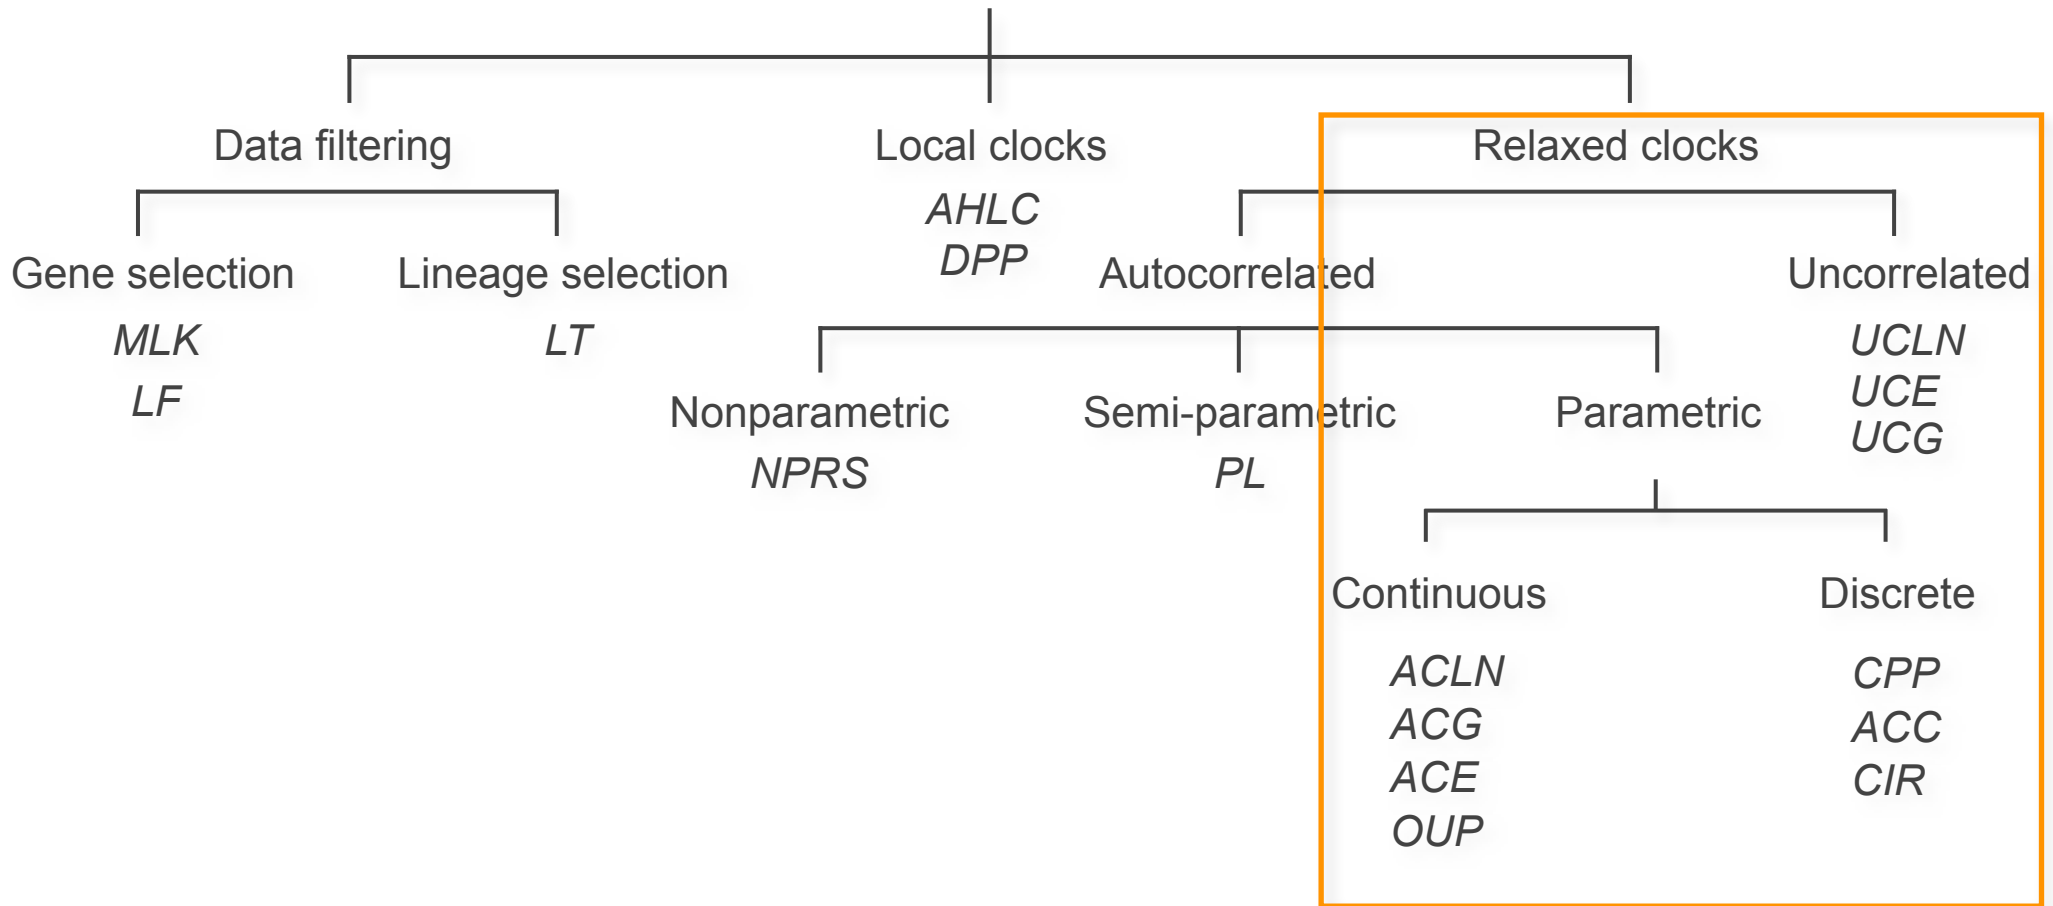 Data filtering
Local clocks
Relaxed clocks
AHLC
DPP
Gene selection
Lineage selection
Autocorrelated
Uncorrelated
MLK
LF
LT
UCLN
UCE
UCG
Nonparametric
Semi-parametric
Parametric
NPRS
PL
Continuous
Discrete
ACLN
ACG
ACE
OUP
CPP
ACC
CIR